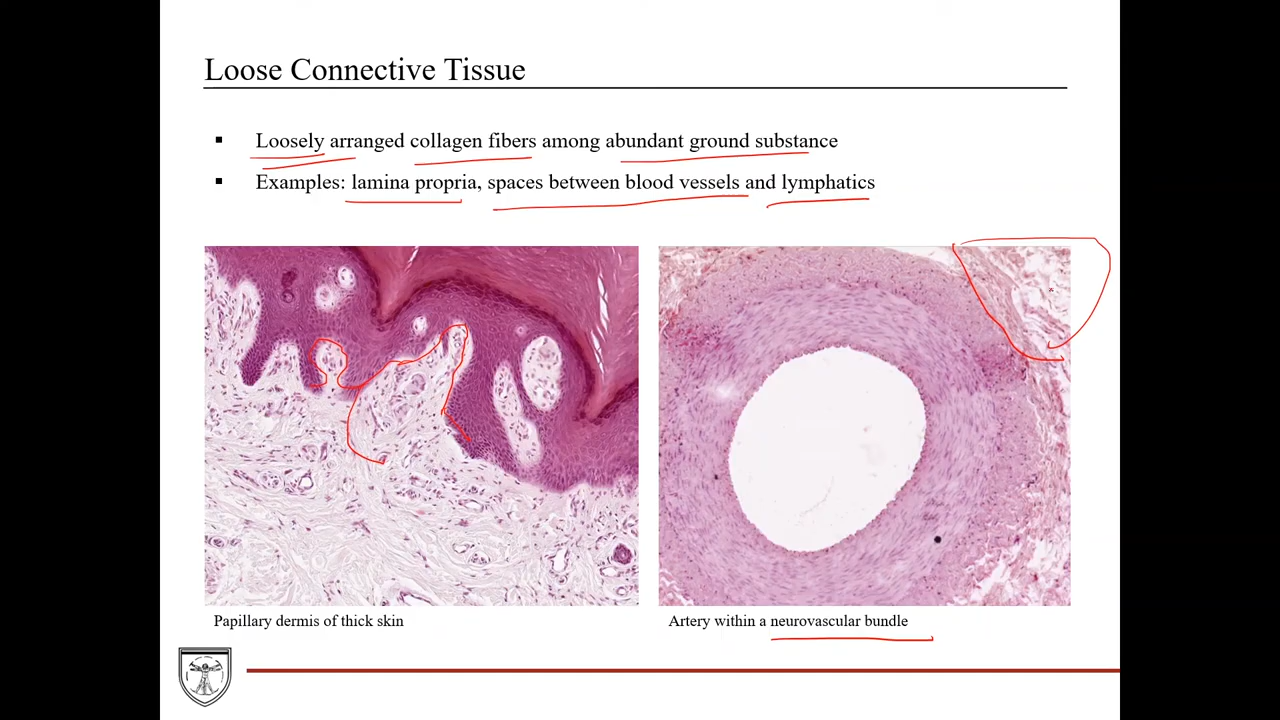 Loose Connective Tissue
▪ Loosely arranged collagen fibers among abundant ground substance
▪ Examples: lamina propria, spaces between blood vessels and lymphatics
Papillary dermis of thick skin
Artery within a neurovascular bundle